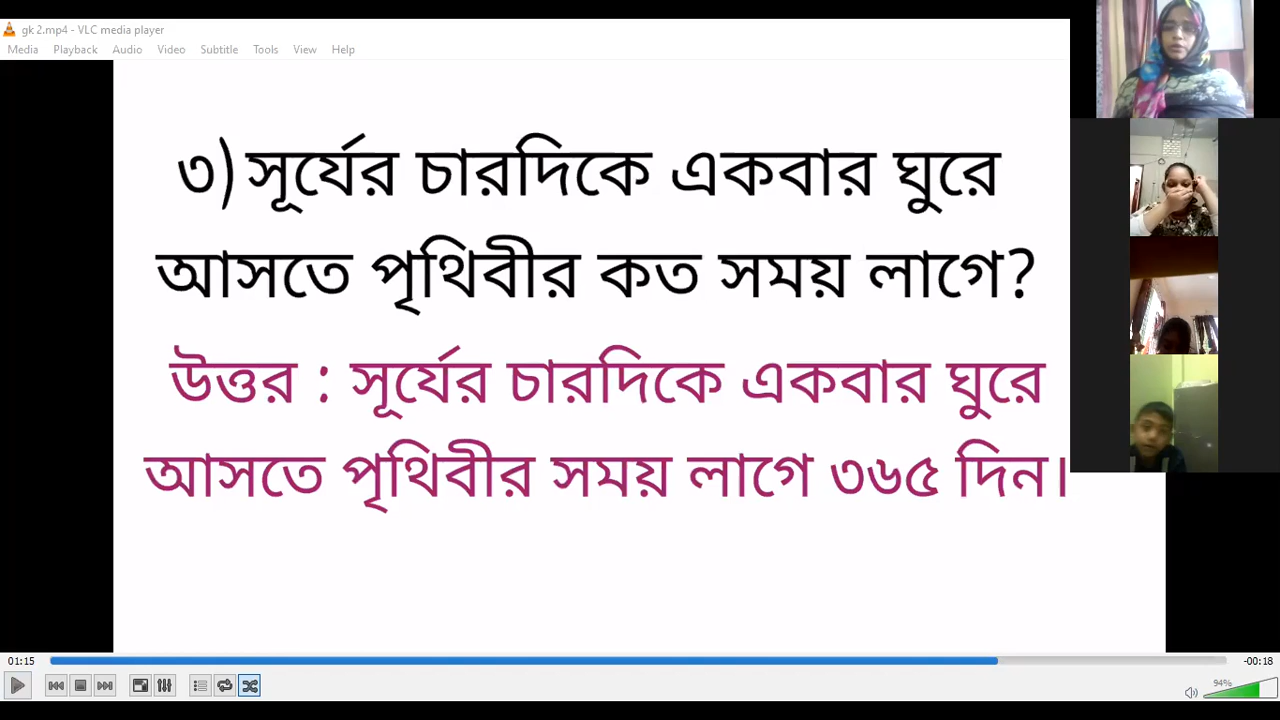 gk 2.mp4 - VLC media player
Media Playback Audio Video Subtitle Tools View Help
৩) সূর্যের চারদিকে একবার ঘুরে
আসতে পৃথিবীর কত সময় লাগে?
উত্তর : সূর্যের চারদিকে একবার ঘুরে
আসতে পৃথিবীর সময় লাগে ৩৬৫ দিন।
01:15
-00:18
94%